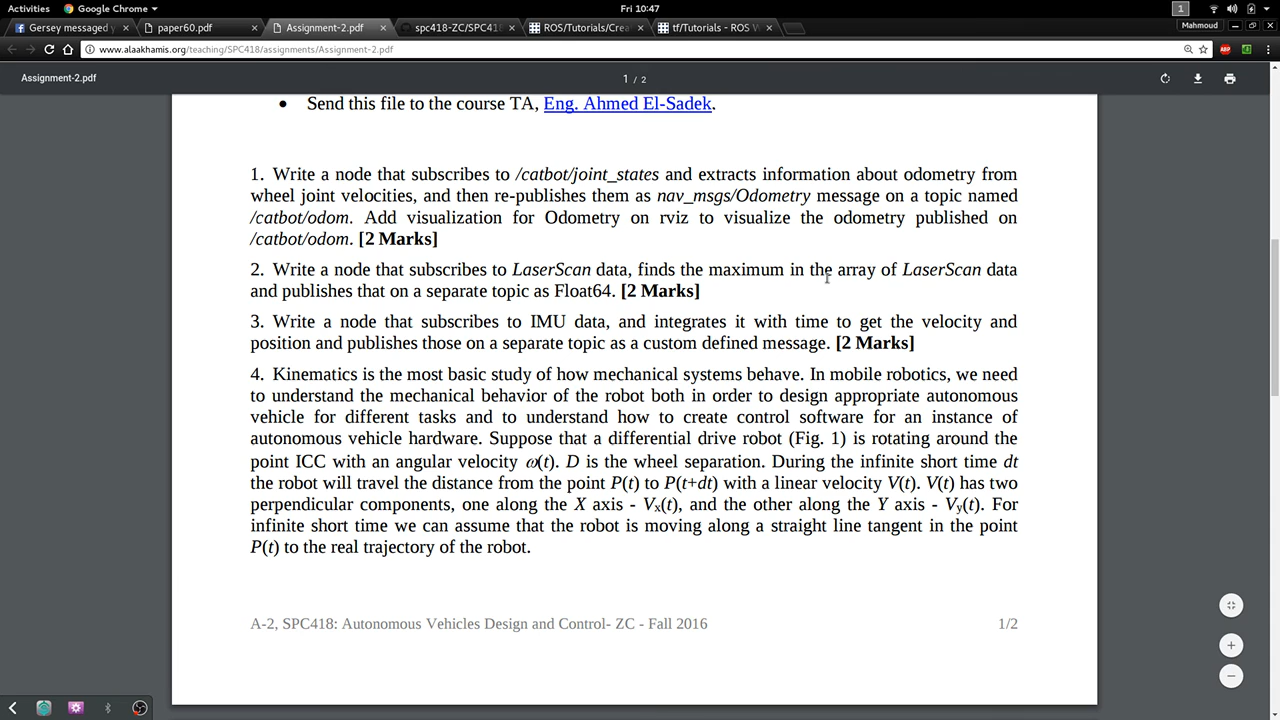 Activities
Google Chrome
Fri 10:47
1
Gersey messaged y
paper60.pdf
Assignment-2.pdf
spc418-ZC/SPC418
ROS/Tutorials/Crea
tf/Tutorials - ROS W
Mahmoud
www.alaakhamis.org/teaching/SPC418/assignments/Assignment-2.pdf
ABP
Assignment-2.pdf
1 / 2
• Send this file to the course TA, Eng. Ahmed El-Sadek.
1. Write a node that subscribes to /catbot/joint_states and extracts information about odometry from
wheel joint velocities, and then re-publishes them as nav_msgs/Odometry message on a topic named
/catbot/odom. Add visualization for Odometry on rviz to visualize the odometry published on
/catbot/odom. [2 Marks]
2. Write a node that subscribes to LaserScan data, finds the maximum in the array of LaserScan data
and publishes that on a separate topic as Float64. [2 Marks]
3. Write a node that subscribes to IMU data, and integrates it with time to get the velocity and
position and publishes those on a separate topic as a custom defined message. [2 Marks]
4. Kinematics is the most basic study of how mechanical systems behave. In mobile robotics, we need
to understand the mechanical behavior of the robot both in order to design appropriate autonomous
vehicle for different tasks and to understand how to create control software for an instance of
autonomous vehicle hardware. Suppose that a differential drive robot (Fig. 1) is rotating around the
point ICC with an angular velocity ω(t). D is the wheel separation. During the infinite short time dt
the robot will travel the distance from the point P(t) to P(t+dt) with a linear velocity V(t). V(t) has two
perpendicular components, one along the X axis - Vx(t), and the other along the Y axis - Vy(t). For
infinite short time we can assume that the robot is moving along a straight line tangent in the point
P(t) to the real trajectory of the robot.
A-2, SPC418: Autonomous Vehicles Design and Control- ZC - Fall 2016
1/2